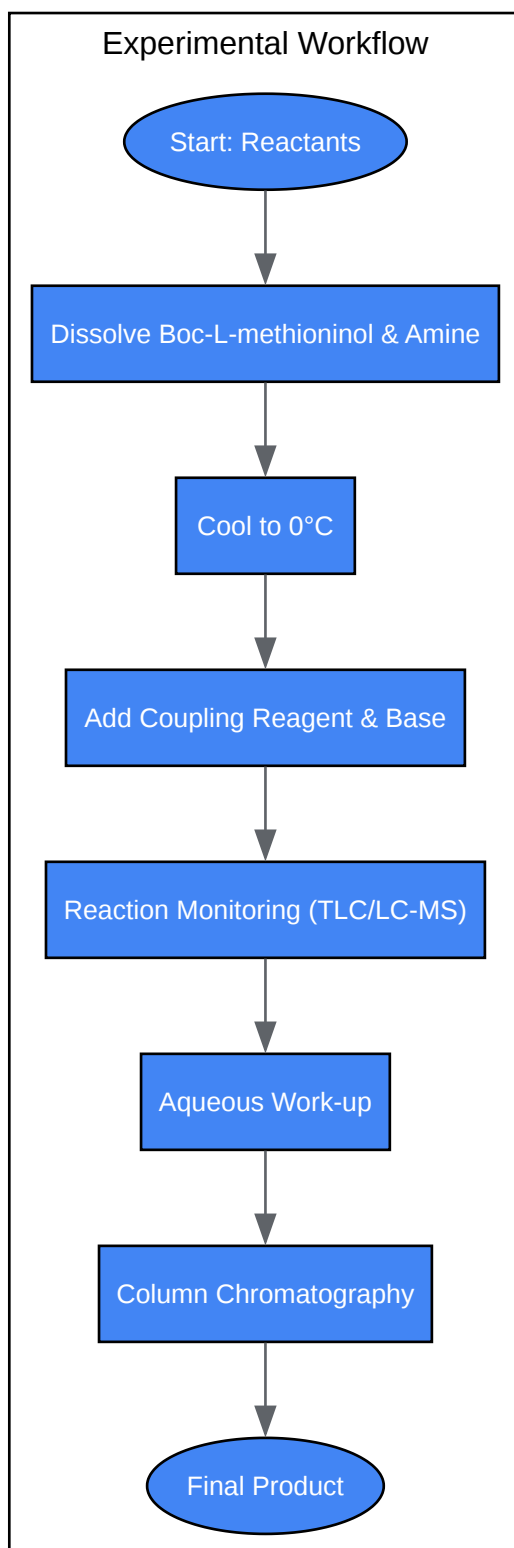 Experimental Workflow
Start: Reactants
Dissolve Boc-L-methioninol & Amine
Cool to 0°C
Add Coupling Reagent & Base
Reaction Monitoring (TLC/LC-MS)
Aqueous Work-up
Column Chromatography
Final Product